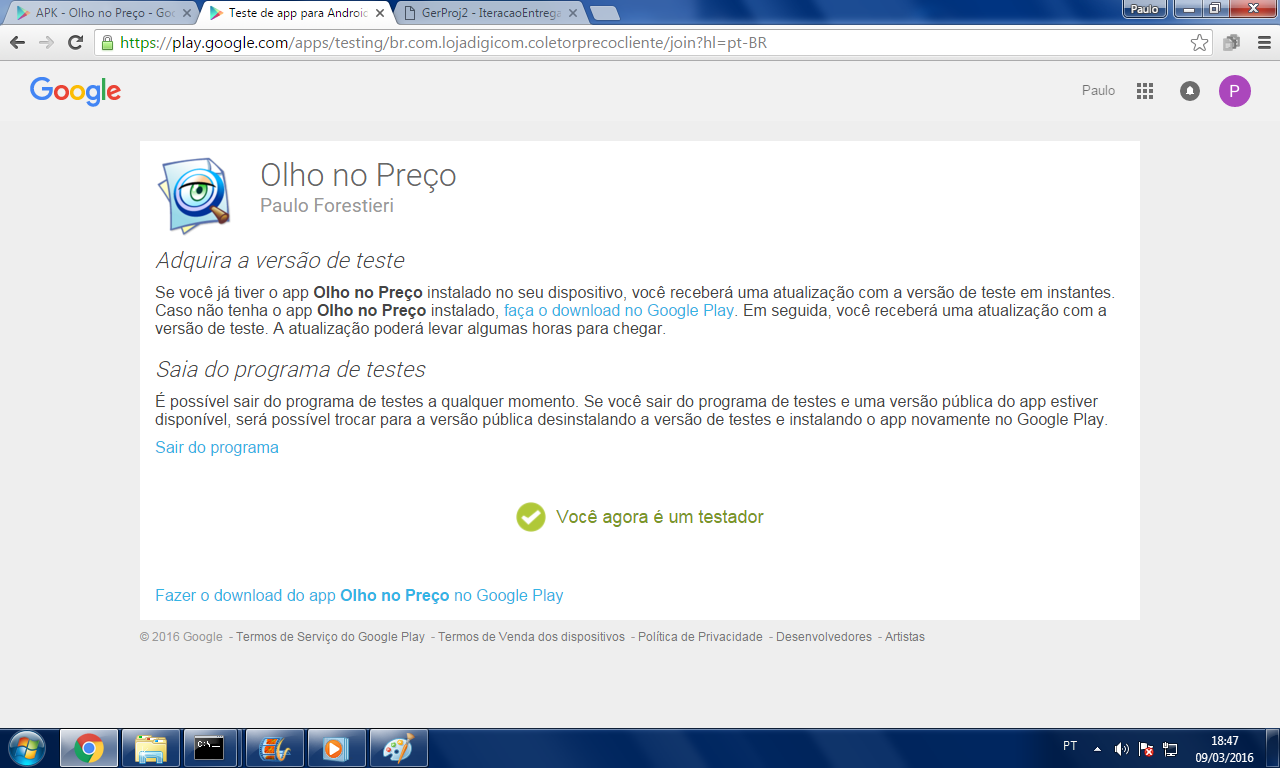 APK - Olho no Preço - Goo
Teste de app para Android
GerProj2 - IteracaoEntrega
Paulo
https://play.google.com/apps/testing/br.com.lojadigicom.coletorprecocliente/join?hl=pt-BR
Google
Paulo
P
Olho no Preço
Paulo Forestieri
Adquira a versão de teste
Se você já tiver o app Olho no Preço instalado no seu dispositivo, você receberá uma atualização com a versão de teste em instantes.
Caso não tenha o app Olho no Preço instalado, faça o download no Google Play. Em seguida, você receberá uma atualização com a
versão de teste. A atualização poderá levar algumas horas para chegar.
Saia do programa de testes
É possível sair do programa de testes a qualquer momento. Se você sair do programa de testes e uma versão pública do app estiver
disponível, será possível trocar para a versão pública desinstalando a versão de testes e instalando o app novamente no Google Play.
Sair do programa
Você agora é um testador
Fazer o download do app Olho no Preço no Google Play
© 2016 Google - Termos de Serviço do Google Play - Termos de Venda dos dispositivos - Política de Privacidade - Desenvolvedores - Artistas
PT
18:47
09/03/2016